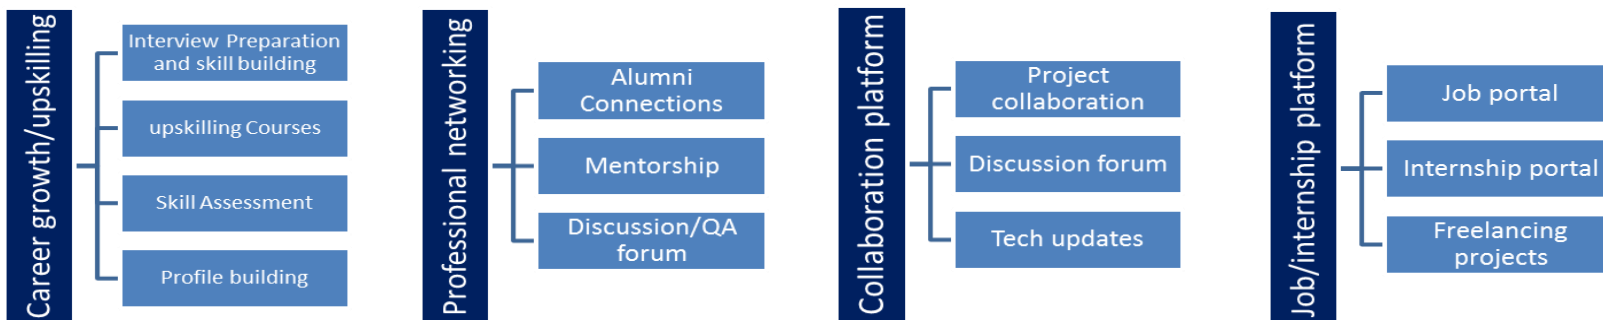 Career growth/upskilling
Interview Preparation
and skill building
upskilling Courses
Skill Assessment
Profile building
Professional networking
Alumni
Connections
Mentorship
Discussion/QA
forum
Collaboration platform
Project
collaboration
Discussion forum
Tech updates
Job/internship platform
Job portal
Internship portal
Freelancing
projects